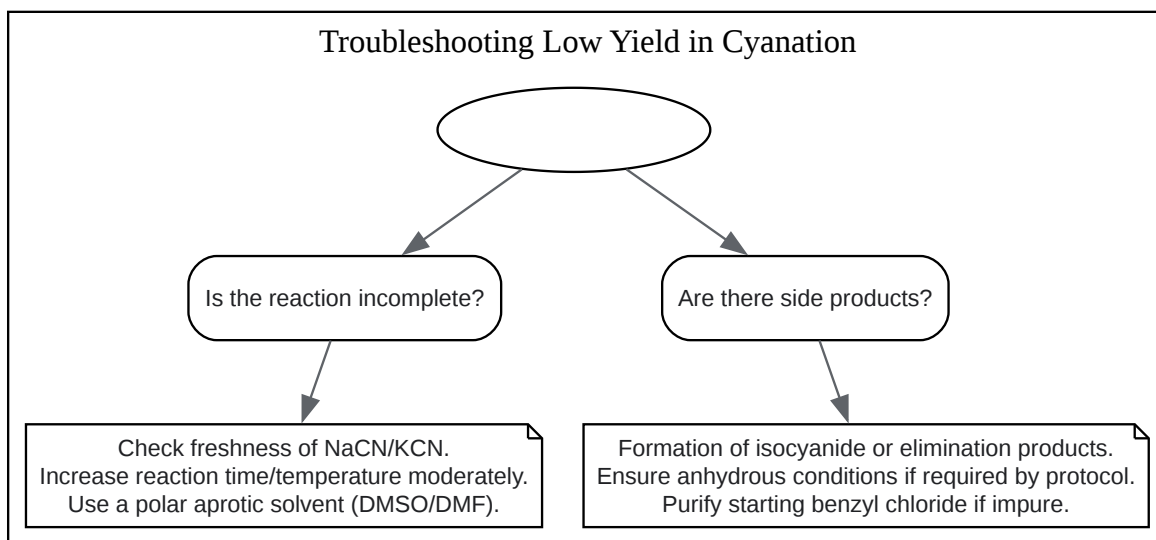 Troubleshooting Low Yield in Cyanation
Is the reaction incomplete?
Are there side products?
Check freshness of NaCN/KCN.
Increase reaction time/temperature moderately.
Use a polar aprotic solvent (DMSO/DMF).
Formation of isocyanide or elimination products.
Ensure anhydrous conditions if required by protocol.
Purify starting benzyl chloride if impure.